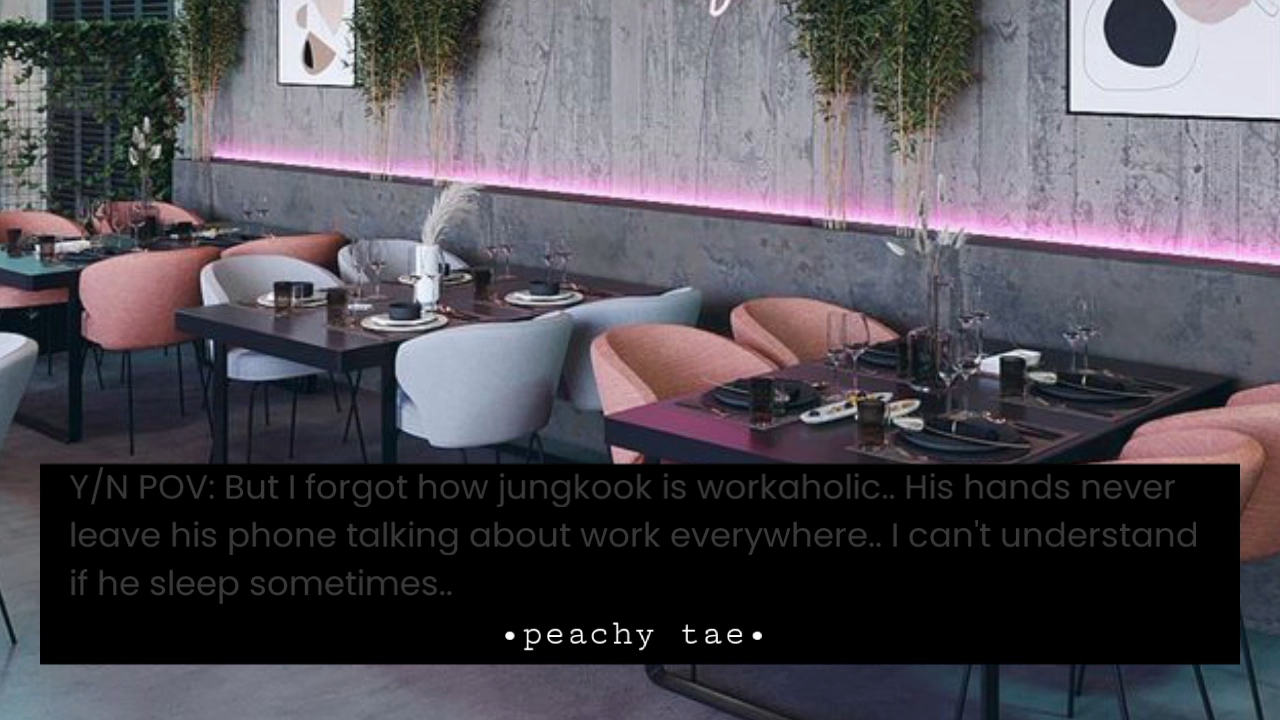 Y/N POV: But I forgot how jungkook is workaholic.. His hands never
leave his phone talking about work everywhere.. I can't understand
if he sleep sometimes..
•peachy tae•